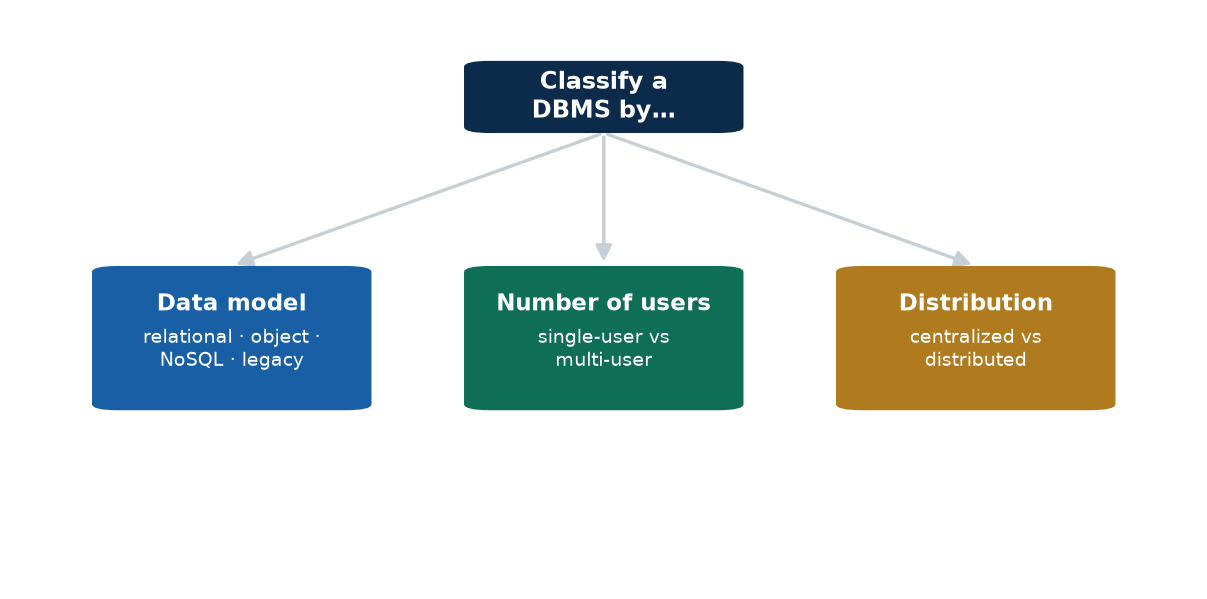 Classify a
DBMS by…
Data model
relational · object ·
NoSQL · legacy
Number of users
single-user vs
multi-user
Distribution
centralized vs
distributed